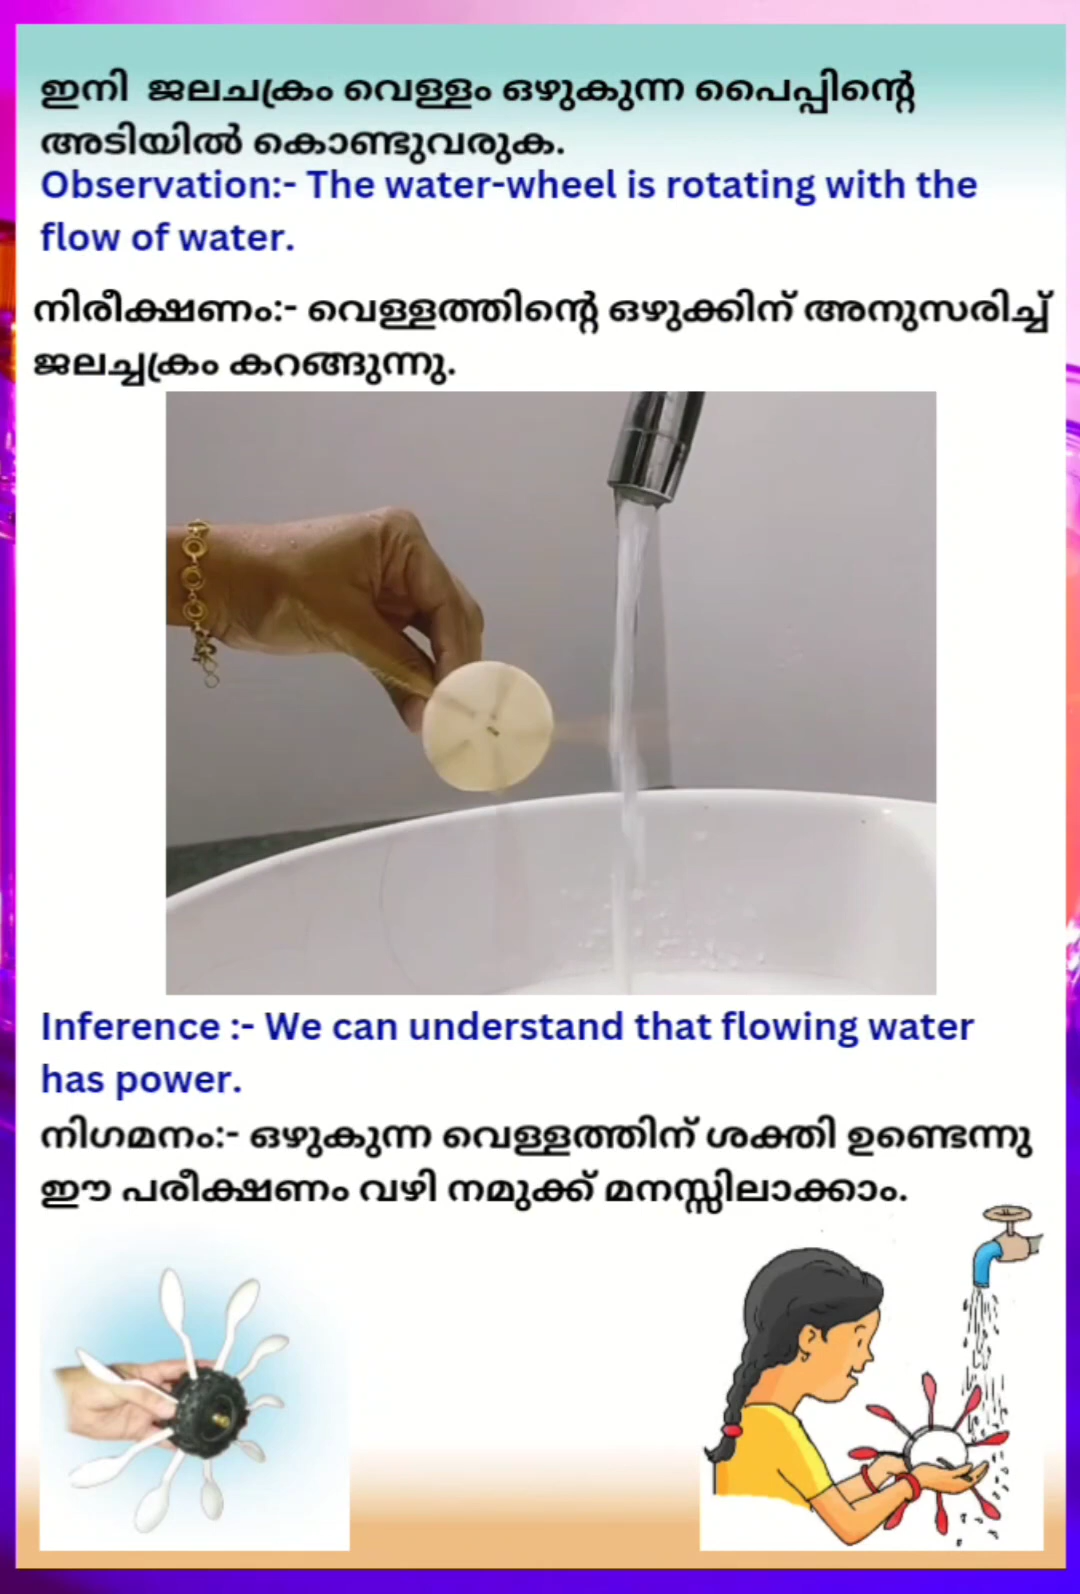 ഇനി ജലചക്രം വെള്ളം ഒഴുകുന്ന പൈപ്പിന്റെ
അടിയിൽ കൊണ്ടുവരുക.
Observation:- The water-wheel is rotating with the
flow of water.
നിരീക്ഷണം:- വെള്ളത്തിന്റെ ഒഴുക്കിന് അനുസരിച്ച്
ജലച്ചക്രം കറങ്ങുന്നു.
Inference :- We can understand that flowing water
has power.
നിഗമനം:- ഒഴുകുന്ന വെള്ളത്തിന് ശക്തി ഉണ്ടെന്നു
ഈ പരീക്ഷണം വഴി നമുക്ക് മനസ്സിലാക്കാം.